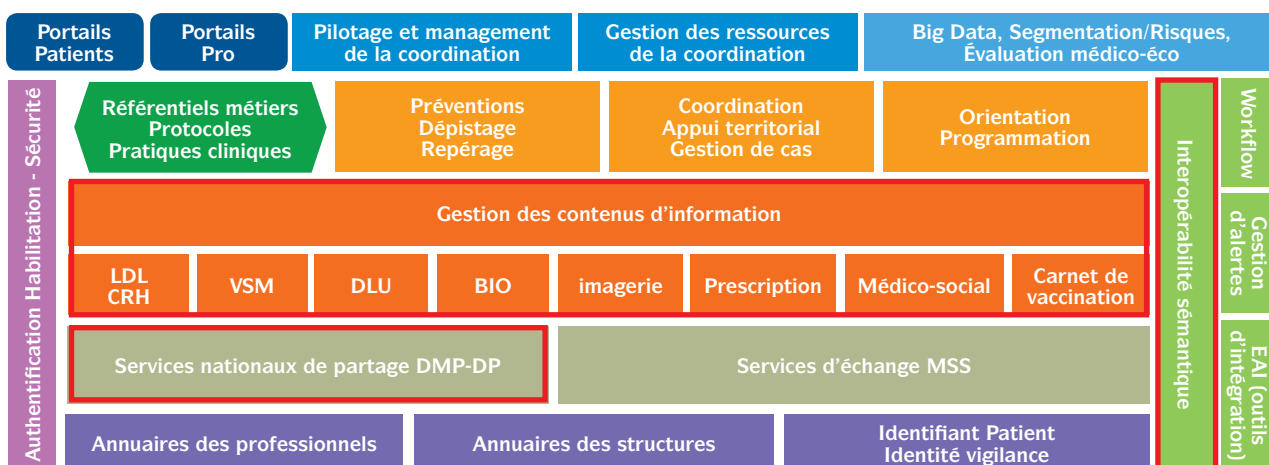 Portails
Patients
Portails
Pro
Pilotage et management
de la coordination
Gestion des ressources
de la coordination
Big Data, Segmentation/Risques,
Évaluation médico-éco
Authentification Habilitation - Sécurité
Référentiels métiers
Protocoles
Pratiques cliniques
Préventions
Dépistage
Repérage
Coordination
Appui territorial
Gestion de cas
Orientation
Programmation
Interopérabilité sémantique
Workflow
Gestion
d'alertes
EAI (outils
d'intégration)
Gestion des contenus d'information
LDL
CRH
VSM
DLU
BIO
imagerie
Prescription
Médico-social
Carnet de
vaccination
Services nationaux de partage DMP-DP
Services d'échange MSS
Annuaires des professionnels
Annuaires des structures
Identifiant Patient
Identité vigilance